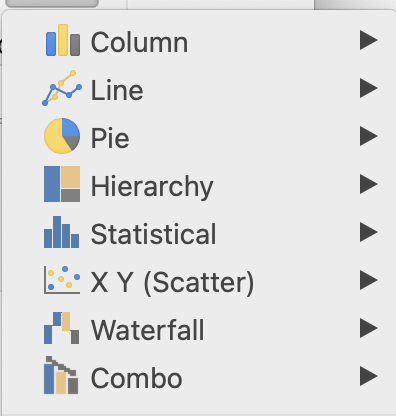 Column
Line
Pie
Hierarchy
Statistical
X Y (Scatter)
Waterfall
Combo